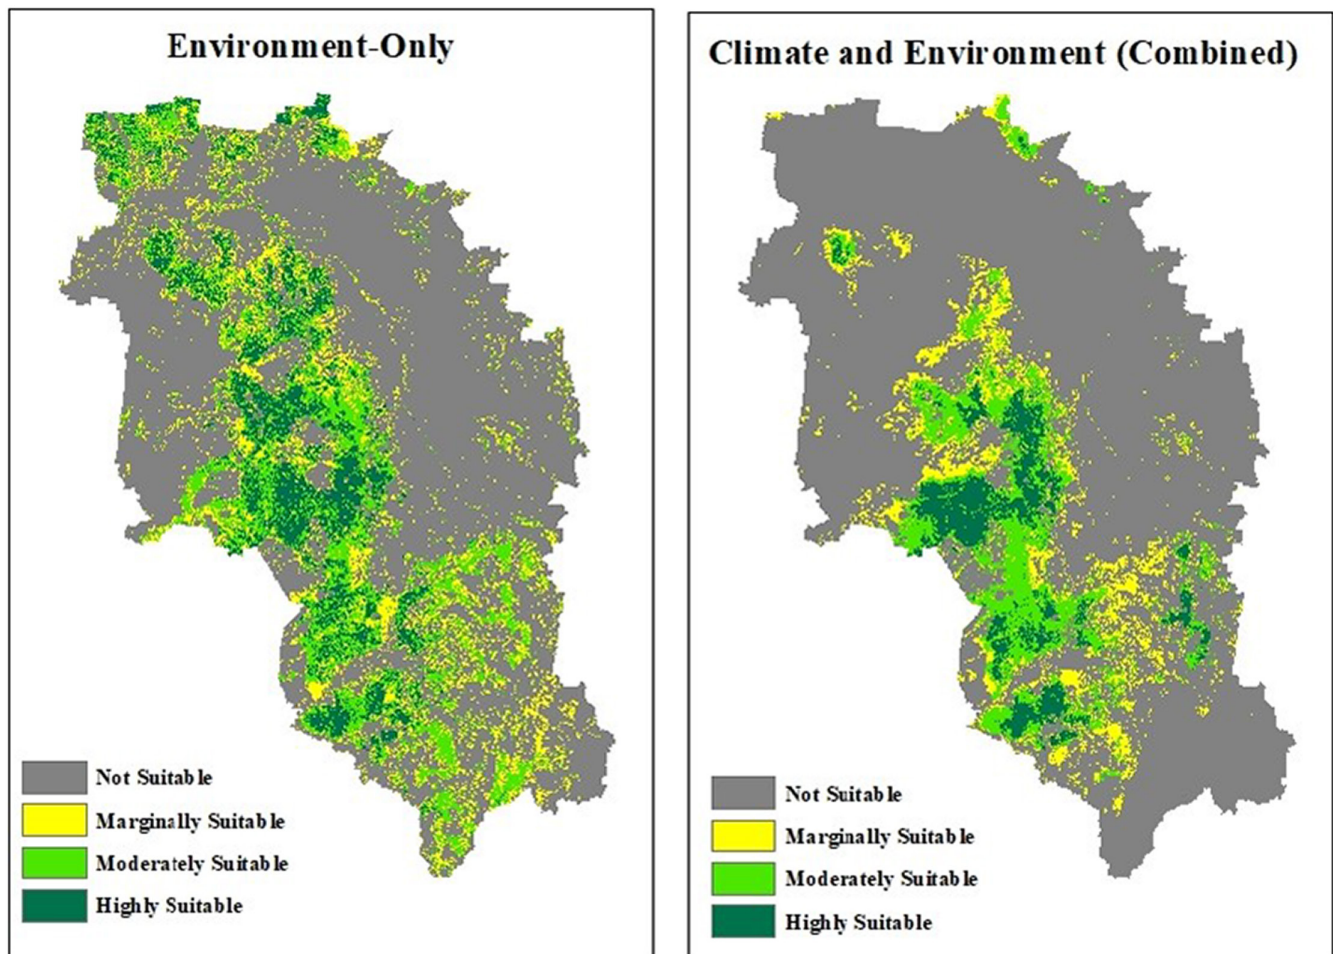 Environment-Only
Not Suitable
Marginally Suitable
Moderately Suitable
Highly Suitable
Climate and Environment (Combined)
Not Suitable
Marginally Suitable
Moderately Suitable
Highly Suitable